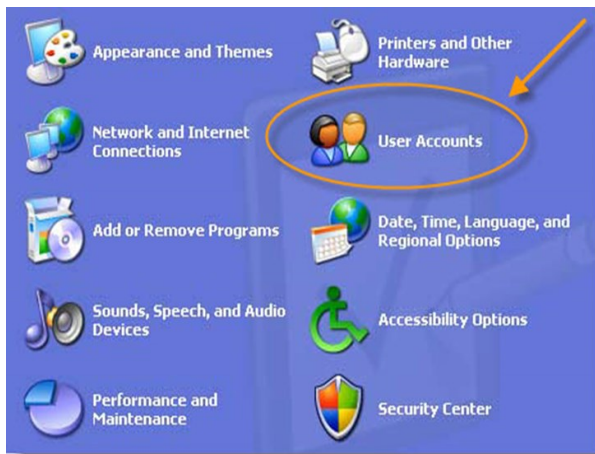 Appearance and Themes
Printers and Other
Hardware
Network and Internet
Connections
User Accounts
Add or Remove Programs
Date, Time, Language, and
Regional Options
Sounds, Speech, and Audio
Devices
Accessibility Options
Performance and
Maintenance
Security Center